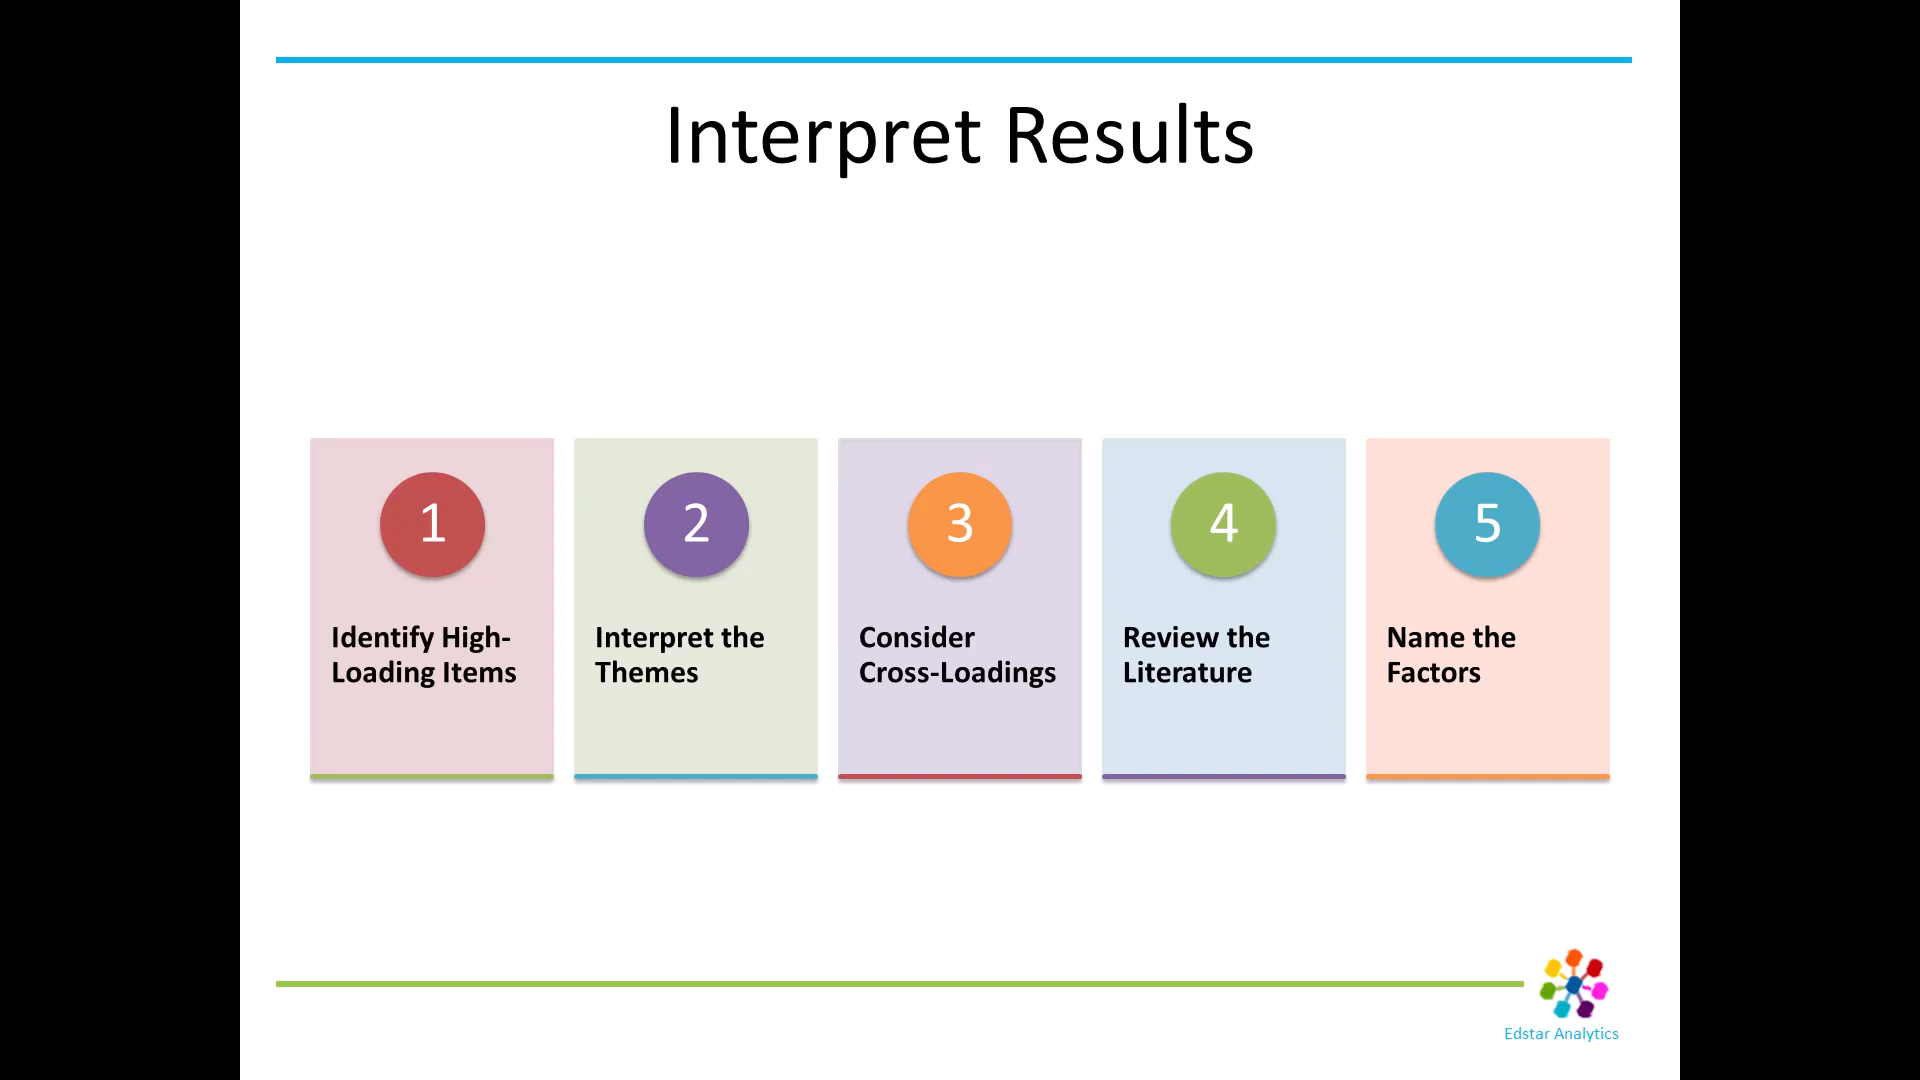 Interpret Results
1
Identify High-
Loading Items
2
Interpret the
Themes
3
Consider
Cross-Loadings
4
Review the
Literature
5
Name the
Factors
Edstar Analytics